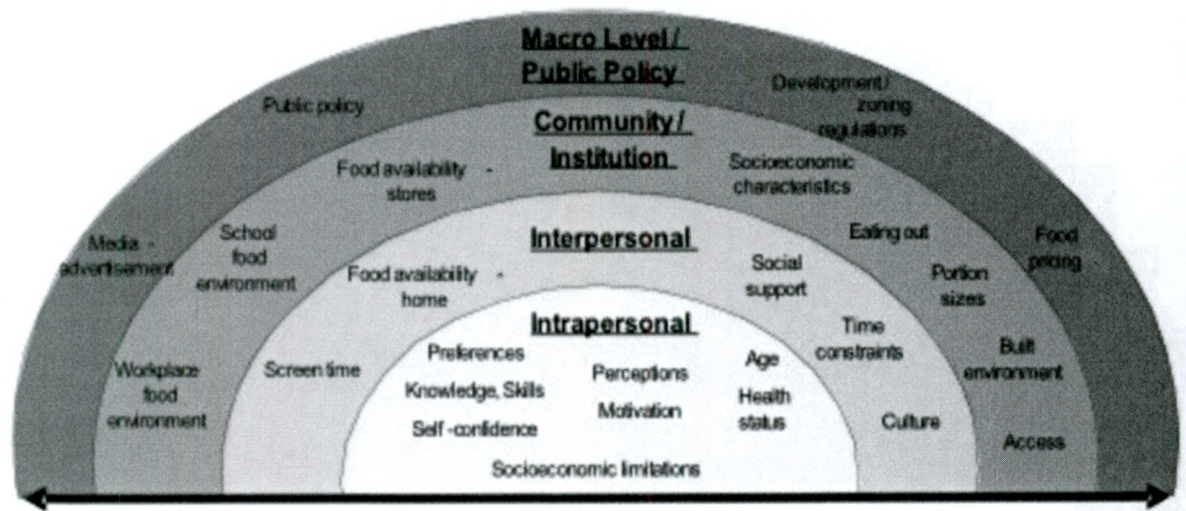 Macro Level /
Public Policy
Public policy
Development/
zoning
regulations
Media -
advertisement
Food
pricing -
Community /
Institution
Food availability -
stores
Socioeconomic
characteristics
School
food
environment
Eating out
Portion
sizes
Workplace
food
environment
Built
environment
Access
Interpersonal
Food availability -
home
Social
support
Screen time
Time
constraints
Culture
Intrapersonal
Preferences
Perceptions
Age
Knowledge, Skills
Motivation
Health
status
Self -confidence
Socioeconomic limitations